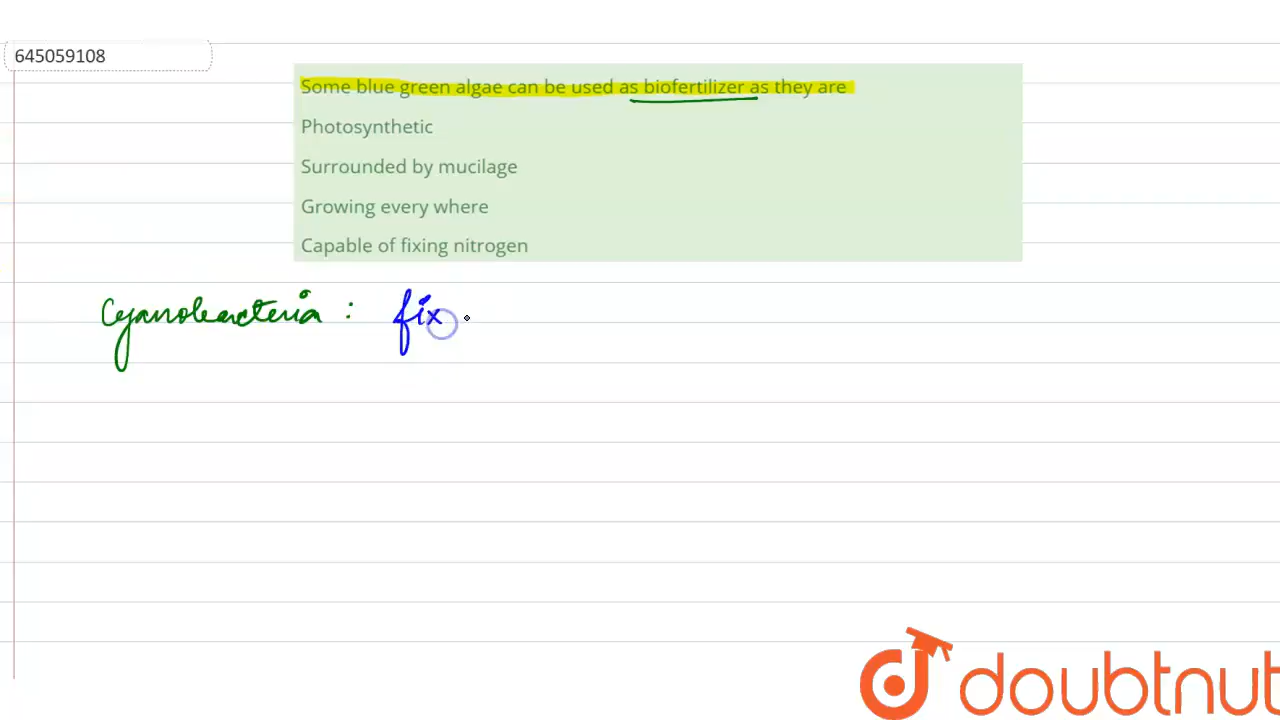 645059108
Some blue green algae can be used as biofertilizer as they are
Photosynthetic
Surrounded by mucilage
Growing every where
Capable of fixing nitrogen
Cyanobacteria : fix
doubtnut